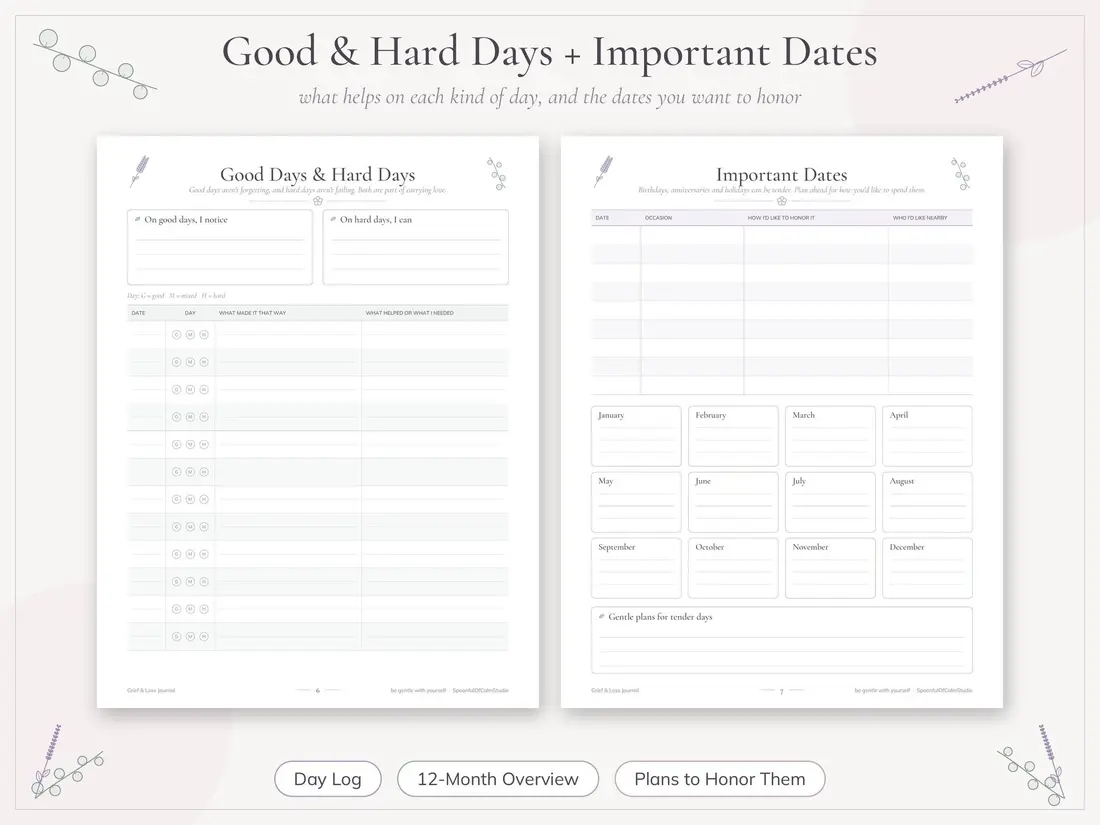 Good & Hard Days + Important Dates
what helps on each kind of day, and the dates you want to honor
Good Days & Hard Days
Good days aren't forgetting, and hard days aren't failing. Both are part of carrying love.
On good days, I notice
On hard days, I can
Day: G = good M = mixed H = hard
DATE DAY WHAT MADE IT THAT WAY WHAT HELPED OR WHAT I NEEDED
G M H
G M H
G M H
G M H
G M H
G M H
G M H
G M H
G M H
G M H
G M H
G M H
Grief & Loss Journal 6 be gentle with yourself SpoonfulOfCalmStudio
Important Dates
Birthdays, anniversaries and holidays can be tender. Plan ahead for how you'd like to spend them.
DATE OCCASION HOW I'D LIKE TO HONOR IT WHO I'D LIKE NEARBY
January February March April
May June July August
September October November December
Gentle plans for tender days
Grief & Loss Journal 7 be gentle with yourself SpoonfulOfCalmStudio
Day Log 12-Month Overview Plans to Honor Them